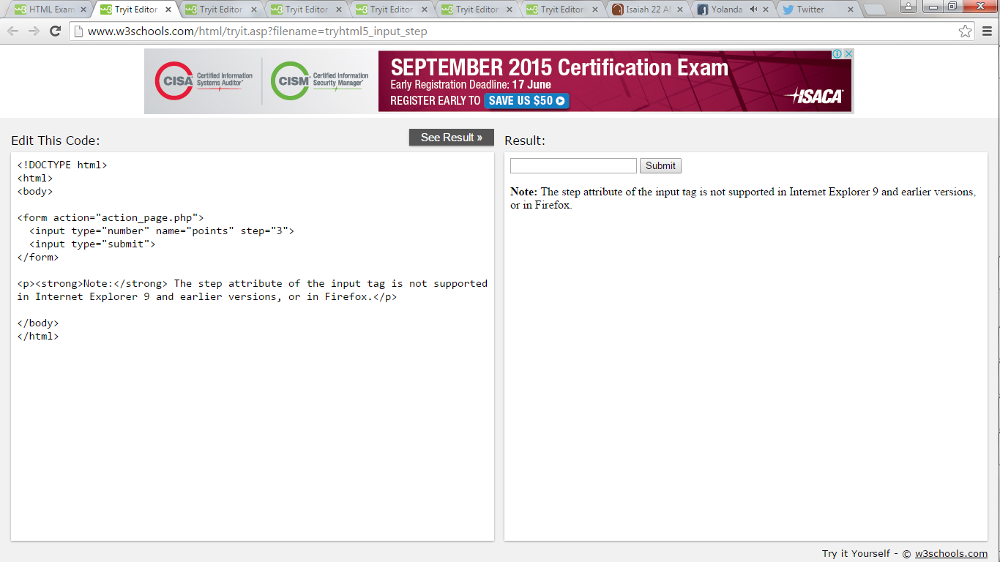 HTML Exam
Tryit Editor
Tryit Editor
Tryit Editor
Tryit Editor
Tryit Editor
Tryit Editor
Isaiah 22 A
Yolanda
Twitter
www.w3schools.com/html/tryit.asp?filename=tryhtml5_input_step
CISA Certified Information
Systems Auditor
CISM Certified Information
Security Manager
SEPTEMBER 2015 Certification Exam
Early Registration Deadline: 17 June
REGISTER EARLY TO SAVE US $50
ISACA
Edit This Code:
See Result »
Result:
<!DOCTYPE html>
<html>
<body>
<form action="action_page.php">
<input type="number" name="points" step="3">
<input type="submit">
</form>
<p><strong>Note:</strong> The step attribute of the input tag is not supported
in Internet Explorer 9 and earlier versions, or in Firefox.</p>
</body>
</html>
Submit
Note: The step attribute of the input tag is not supported in Internet Explorer 9 and earlier versions,
or in Firefox.
Try it Yourself - © w3schools.com